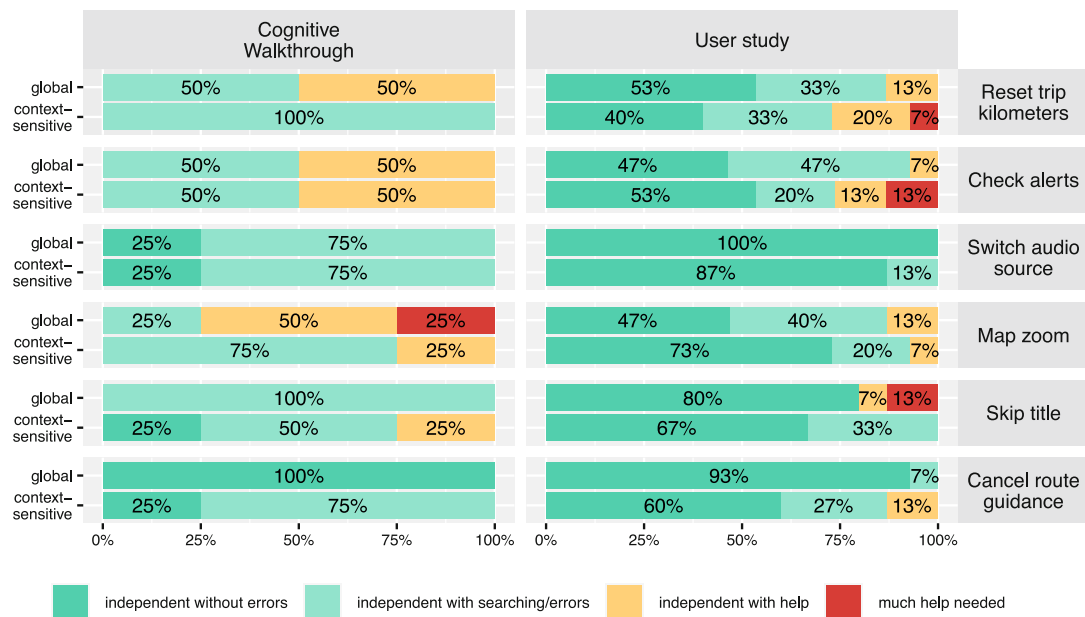 Cognitive
Walkthrough
User study
global
50%
50%
53%
33%
13%
context–
sensitive
100%
40%
33%
20%
7%
Reset trip
kilometers
global
50%
50%
47%
47%
7%
context–
sensitive
50%
50%
53%
20%
13%
13%
Check alerts
global
25%
75%
100%
context–
sensitive
25%
75%
87%
13%
Switch audio
source
global
25%
50%
25%
47%
40%
13%
context–
sensitive
75%
25%
73%
20%
7%
Map zoom
global
100%
80%
7%
13%
context–
sensitive
25%
50%
25%
67%
33%
Skip title
global
100%
93%
7%
context–
sensitive
25%
75%
60%
27%
13%
Cancel route
guidance
0%
25%
50%
75%
100%
0%
25%
50%
75%
100%
independent without errors
independent with searching/errors
independent with help
much help needed